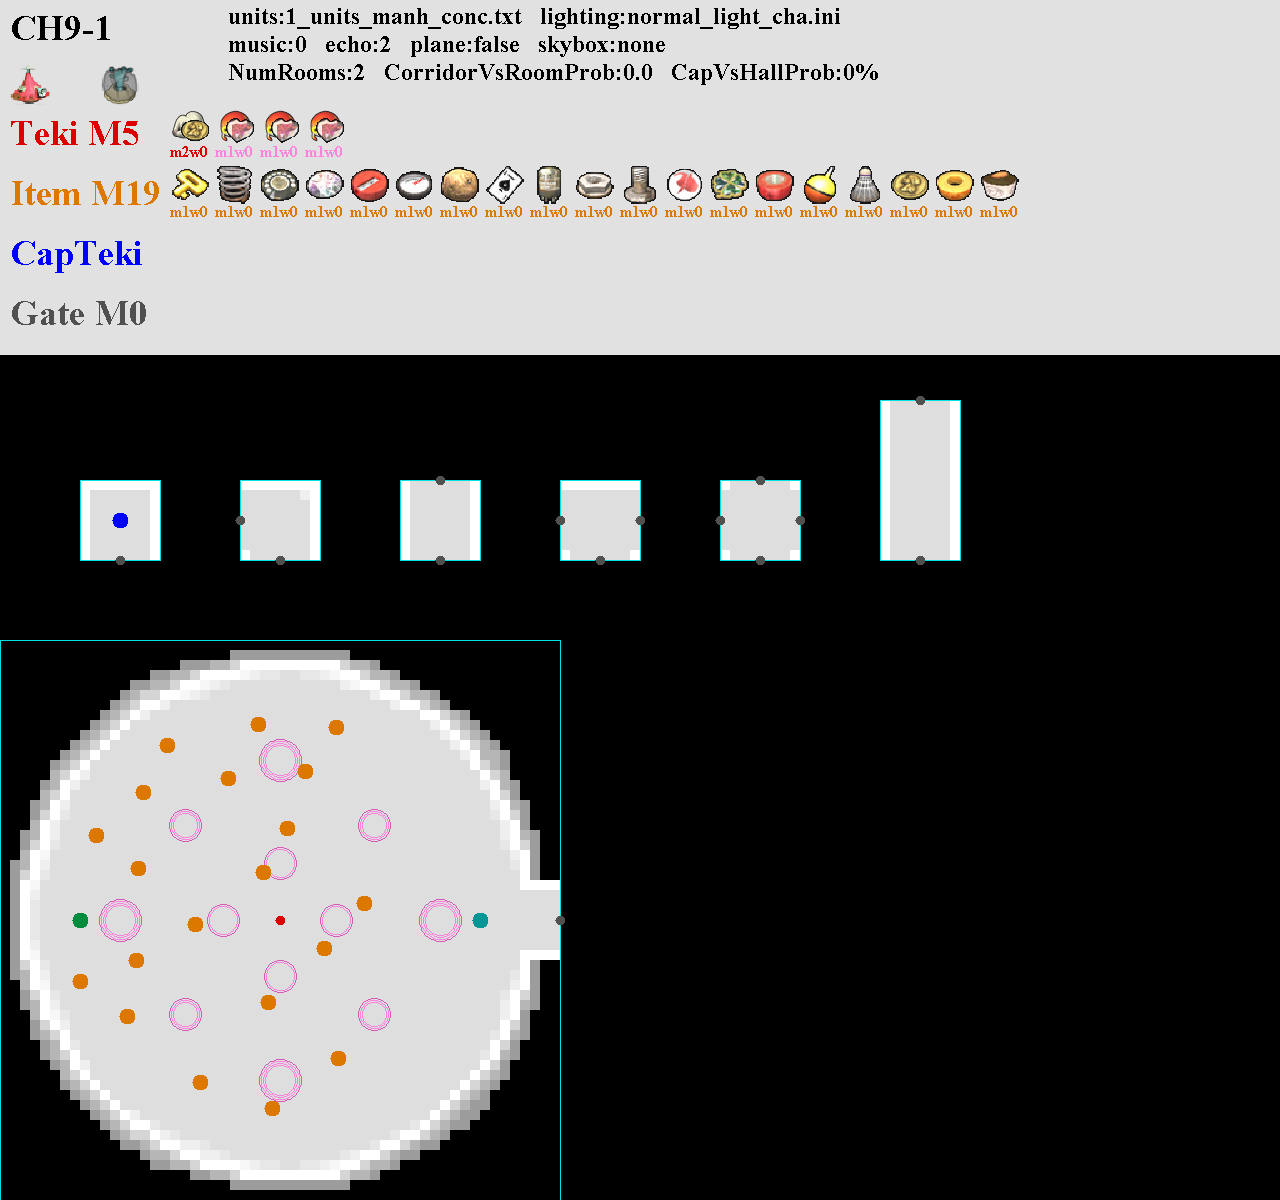 CH9-1
units:1_units_manh_conc.txt lighting:normal_light_cha.ini
music:0 echo:2 plane:false skybox:none
NumRooms:2 CorridorVsRoomProb:0.0 CapVsHallProb:0%
Teki M5
m2w0 m1w0 m1w0 m1w0
Item M19
m1w0 m1w0 m1w0 m1w0 m1w0 m1w0 m1w0 m1w0 m1w0 m1w0 m1w0 m1w0 m1w0 m1w0 m1w0 m1w0 m1w0 m1w0 m1w0
CapTeki
Gate M0